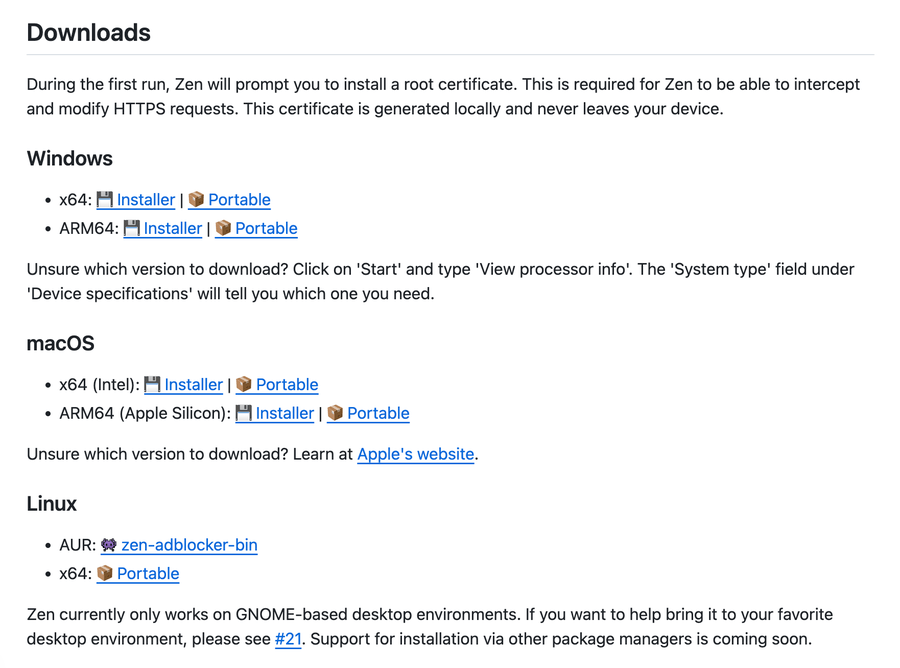 Downloads
During the first run, Zen will prompt you to install a root certificate. This is required for Zen to be able to intercept
and modify HTTPS requests. This certificate is generated locally and never leaves your device.
Windows
• x64: 💾 Installer | 📦 Portable
• ARM64: 💾 Installer | 📦 Portable
Unsure which version to download? Click on 'Start' and type 'View processor info'. The 'System type' field under
'Device specifications' will tell you which one you need.
macOS
• x64 (Intel): 💾 Installer | 📦 Portable
• ARM64 (Apple Silicon): 💾 Installer | 📦 Portable
Unsure which version to download? Learn at Apple's website.
Linux
• AUR: 👾 zen-adblocker-bin
• x64: 📦 Portable
Zen currently only works on GNOME-based desktop environments. If you want to help bring it to your favorite
desktop environment, please see #21. Support for installation via other package managers is coming soon.